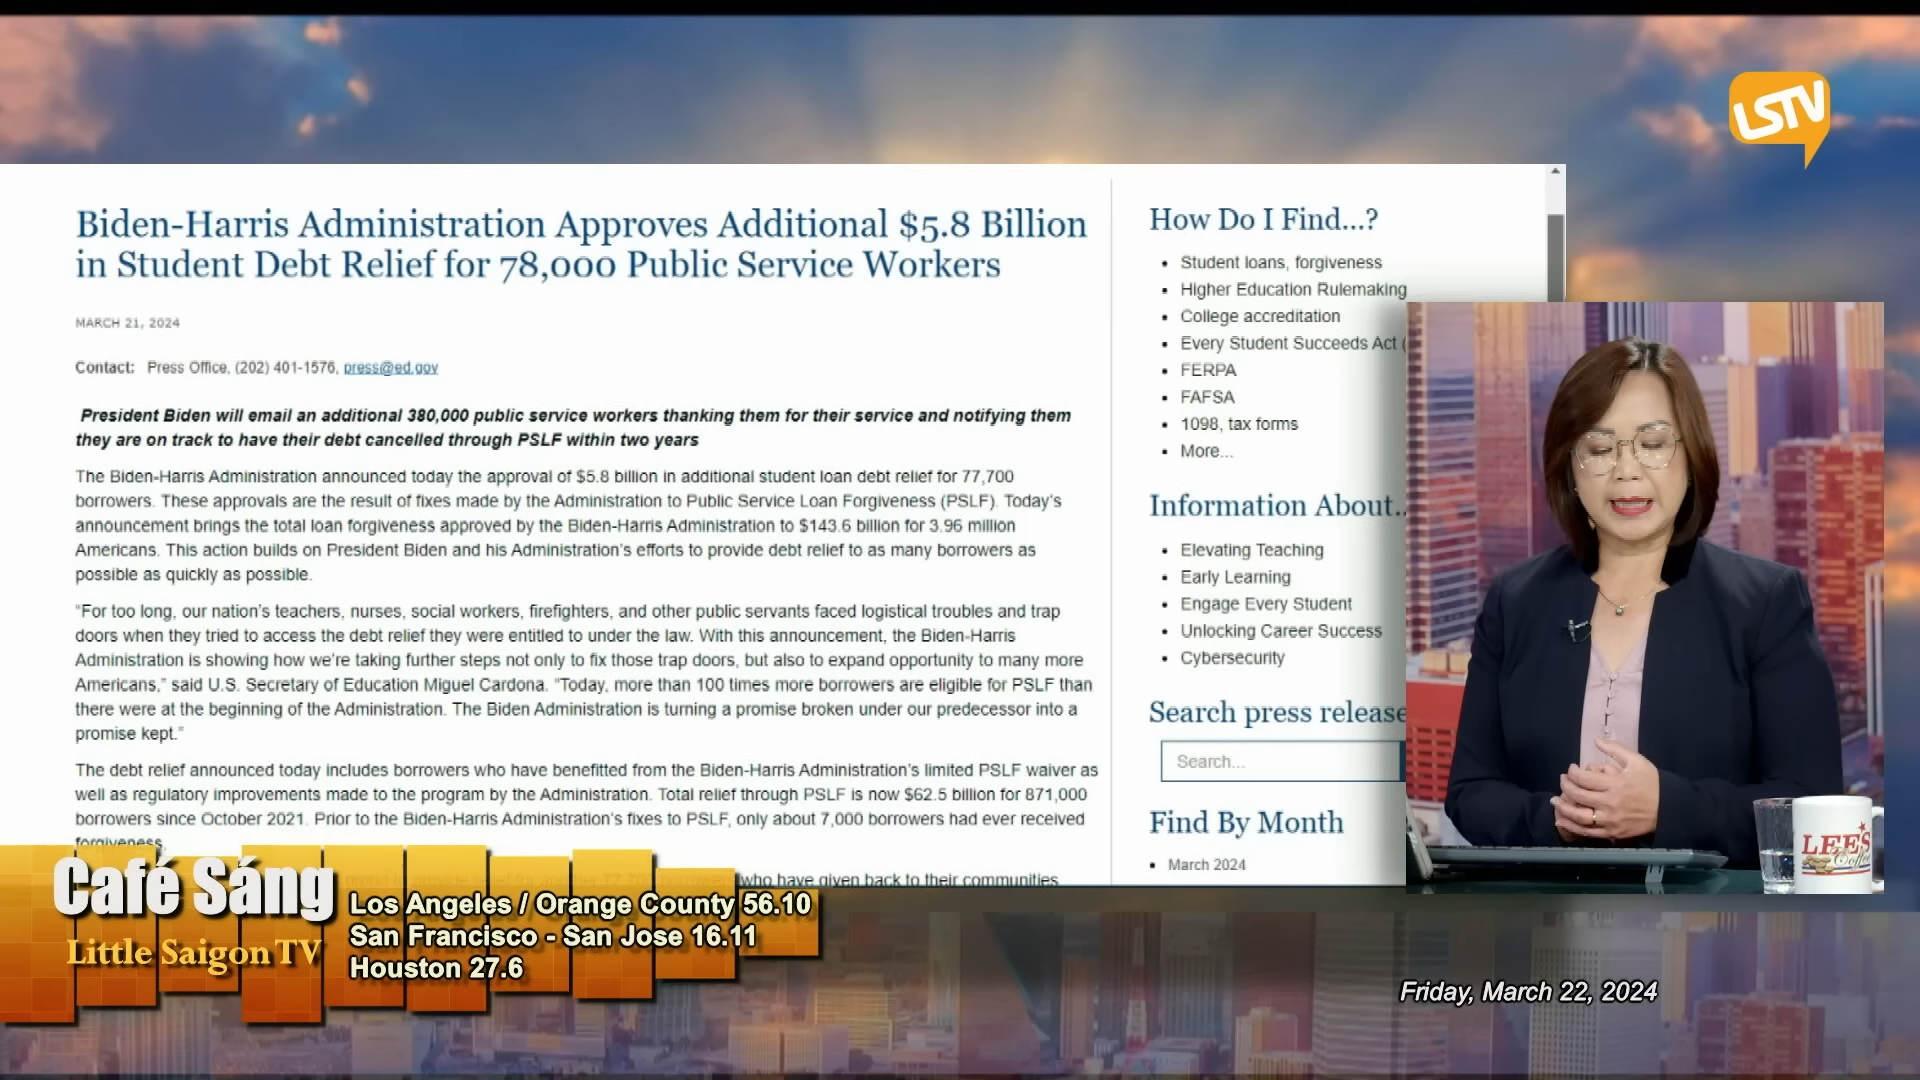 LSTV
Biden-Harris Administration Approves Additional $5.8 Billion
in Student Debt Relief for 78,000 Public Service Workers
MARCH 21, 2024
Contact: Press Office, (202) 401-1576, press@ed.gov
President Biden will email an additional 380,000 public service workers thanking them for their service and notifying them
they are on track to have their debt cancelled through PSLF within two years
The Biden-Harris Administration announced today the approval of $5.8 billion in additional student loan debt relief for 77,700
borrowers. These approvals are the result of fixes made by the Administration to Public Service Loan Forgiveness (PSLF). Today's
announcement brings the total loan forgiveness approved by the Biden-Harris Administration to $143.6 billion for 3.96 million
Americans. This action builds on President Biden and his Administration's efforts to provide debt relief to as many borrowers as
possible as quickly as possible.
“For too long, our nation's teachers, nurses, social workers, firefighters, and other public servants faced logistical troubles and trap
doors when they tried to access the debt relief they were entitled to under the law. With this announcement, the Biden-Harris
Administration is showing how we're taking further steps not only to fix those trap doors, but also to expand opportunity to many more
Americans,” said U.S. Secretary of Education Miguel Cardona. “Today, more than 100 times more borrowers are eligible for PSLF than
there were at the beginning of the Administration. The Biden Administration is turning a promise broken under our predecessor into a
promise kept.”
The debt relief announced today includes borrowers who have benefitted from the Biden-Harris Administration's limited PSLF waiver as
well as regulatory improvements made to the program by the Administration. Total relief through PSLF is now $62.5 billion for 871,000
borrowers since October 2021. Prior to the Biden-Harris Administration's fixes to PSLF, only about 7,000 borrowers had ever received
forgiveness.
who have given back to their communities
How Do I Find...?
• Student loans, forgiveness
• Higher Education Rulemaking
• College accreditation
• Every Student Succeeds Act (
• FERPA
• FAFSA
• 1098, tax forms
• More...
Information About..
• Elevating Teaching
• Early Learning
• Engage Every Student
• Unlocking Career Success
• Cybersecurity
Search press release
Search...
Find By Month
• March 2024
LEE'S
Coffee
Café Sáng
Little Saigon TV
Los Angeles / Orange County 56.10
San Francisco - San Jose 16.11
Houston 27.6
Friday, March 22, 2024